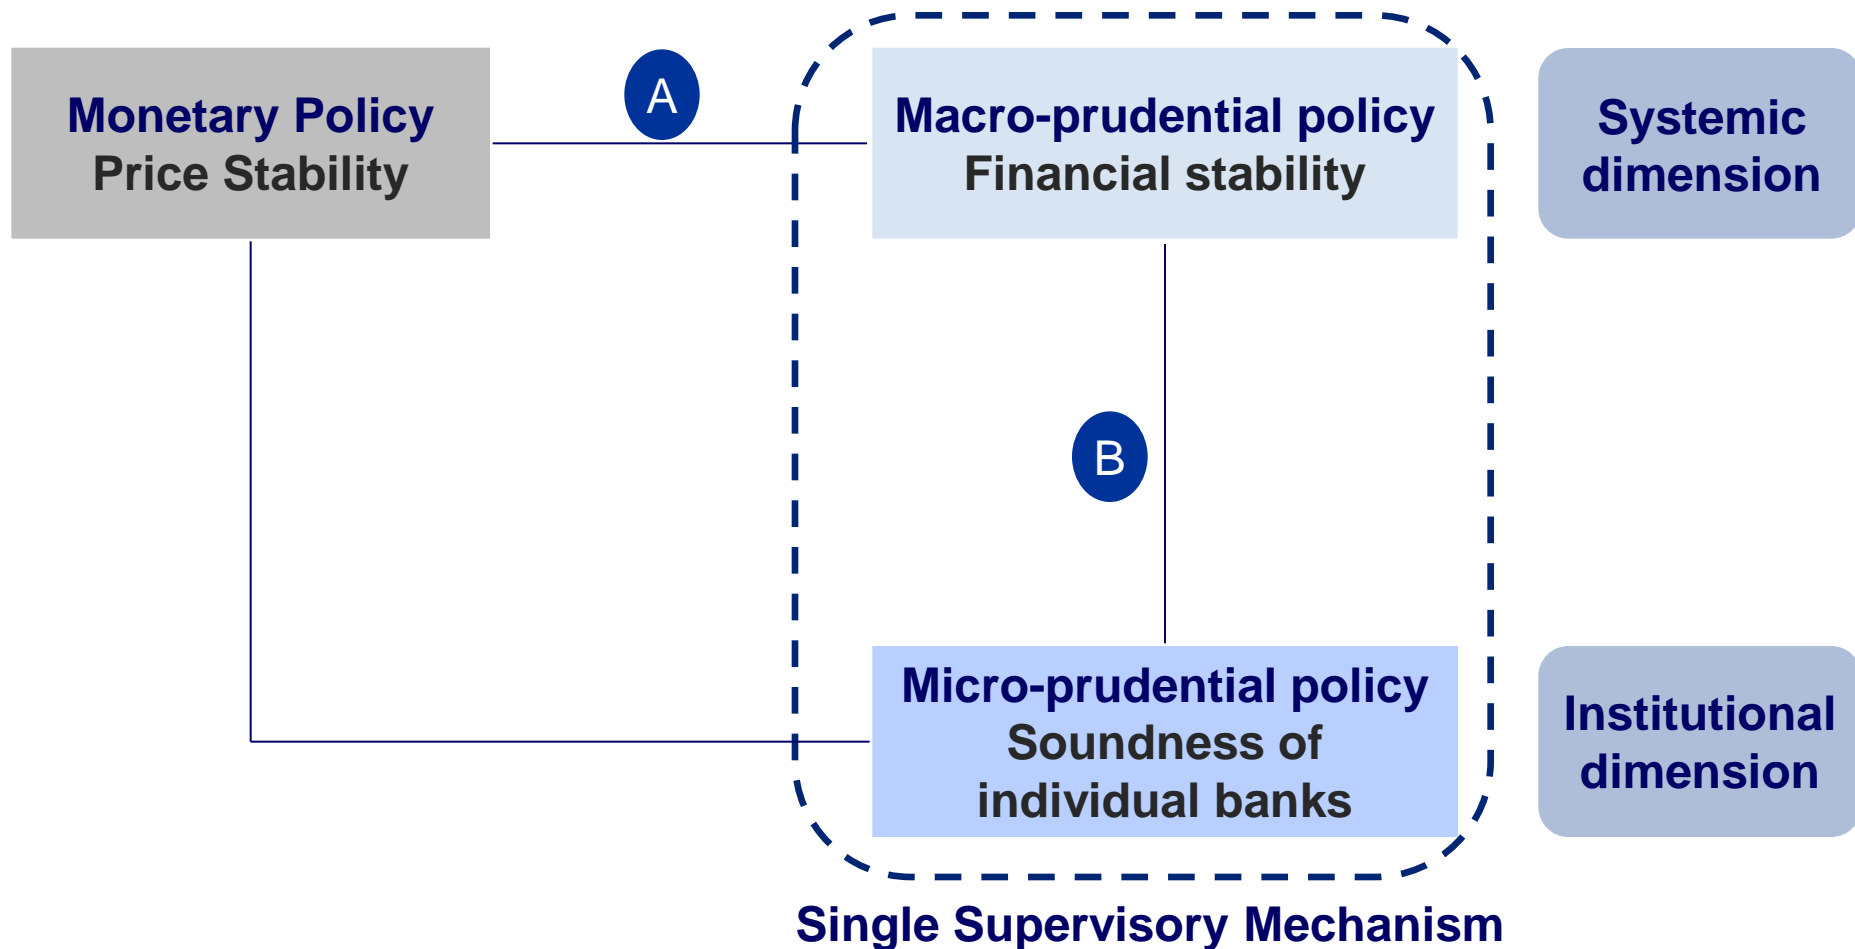 Monetary Policy
Price Stability
A
Macro-prudential policy
Financial stability
Systemic
dimension
B
Micro-prudential policy
Soundness of
individual banks
Institutional
dimension
Single Supervisory Mechanism